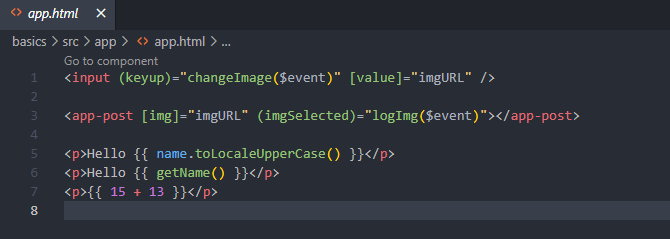 app.html
basics > src > app > app.html > ...
Go to component
1 <input (keyup)="changeImage($event)" [value]="imgURL" />
2
3 <app-post [img]="imgURL" (imgSelected)="logImg($event)"></app-post>
4
5 <p>Hello {{ name.toLocaleUpperCase() }}</p>
6 <p>Hello {{ getName() }}</p>
7 <p>{{ 15 + 13 }}</p>
8